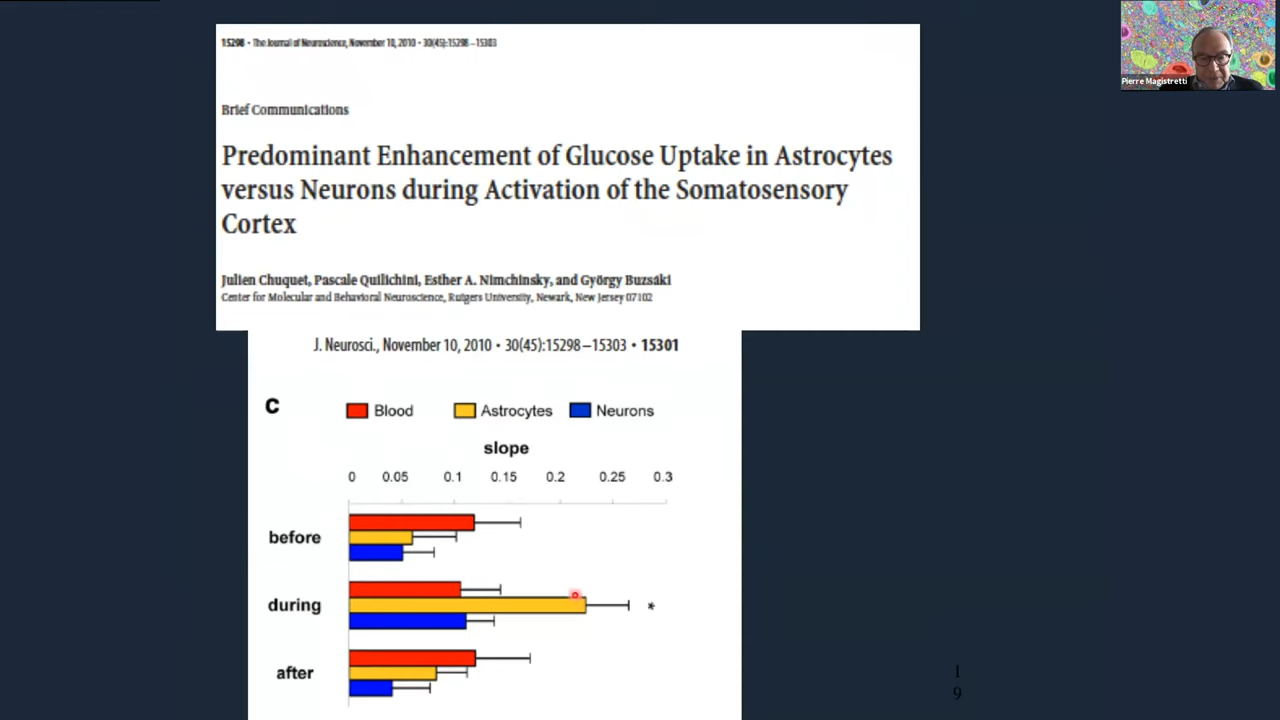 15298 • The Journal of Neuroscience, November 10, 2010 • 30(45):15298–15303
Pierre Magistretti
Brief Communications
Predominant Enhancement of Glucose Uptake in Astrocytes
versus Neurons during Activation of the Somatosensory
Cortex
Julien Chuquet, Pascale Quilichini, Esther A. Nimchinsky, and György Buzsáki
Center for Molecular and Behavioral Neuroscience, Rutgers University, Newark, New Jersey 07102
J. Neurosci., November 10, 2010 • 30(45):15298–15303 • 15301
c
Blood Astrocytes Neurons
slope
0 0.05 0.1 0.15 0.2 0.25 0.3
before
during *
after
1
9